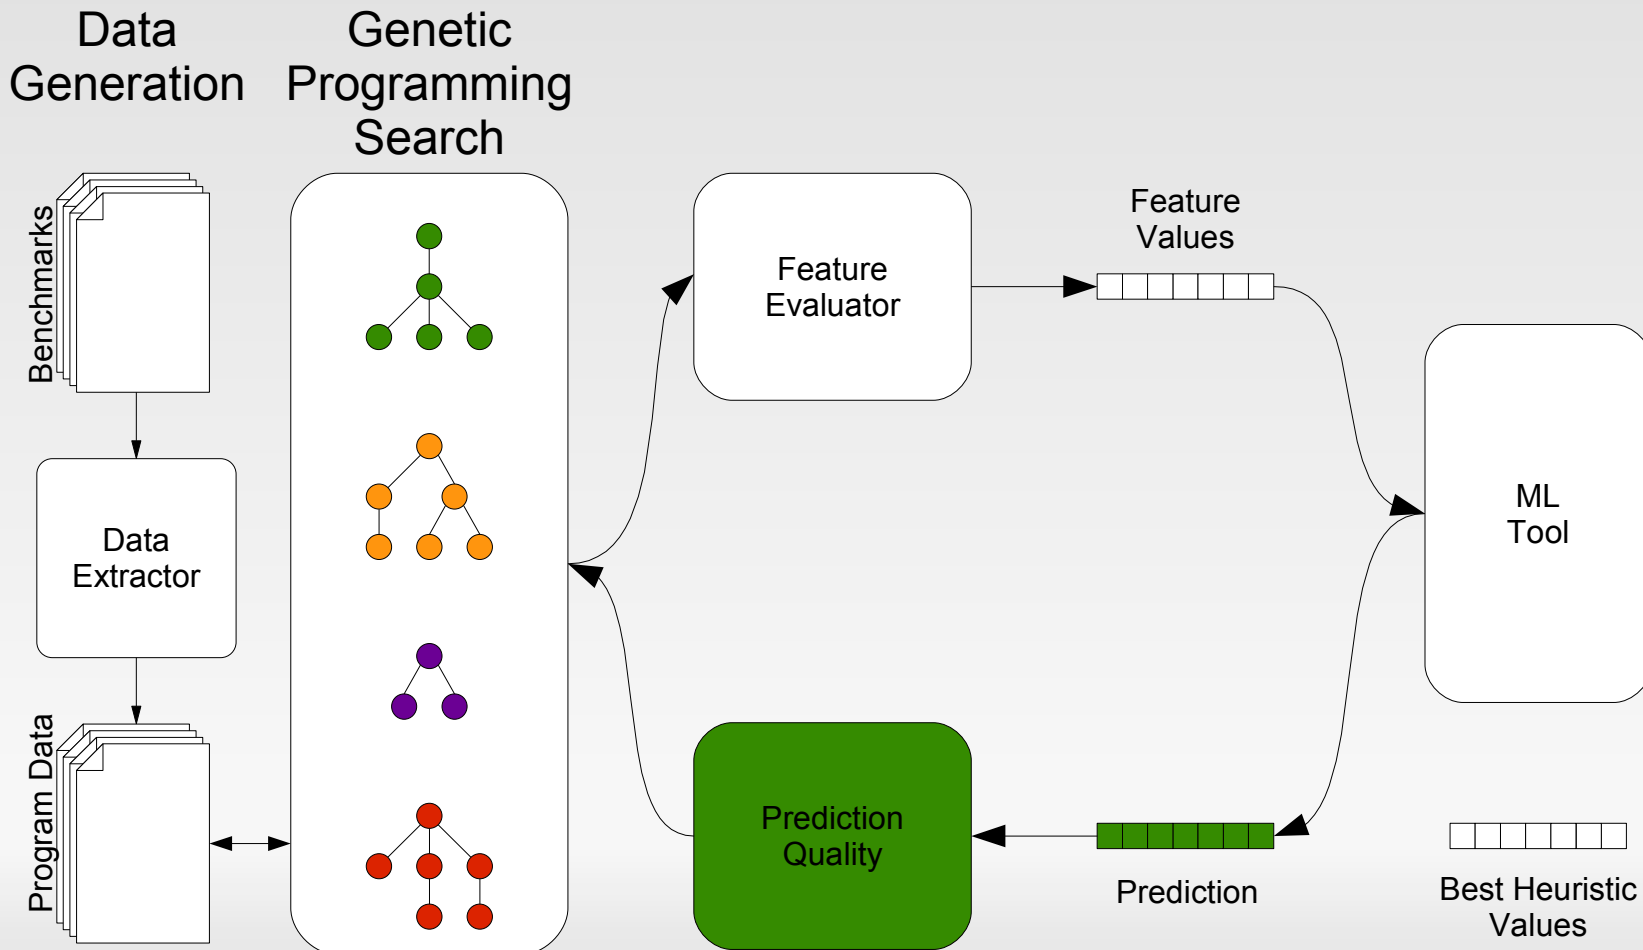 Data
Generation
Genetic
Programming
Search
Benchmarks
Data
Extractor
Program Data
Feature
Evaluator
Feature
Values
ML
Tool
Prediction
Quality
Prediction
Best Heuristic
Values